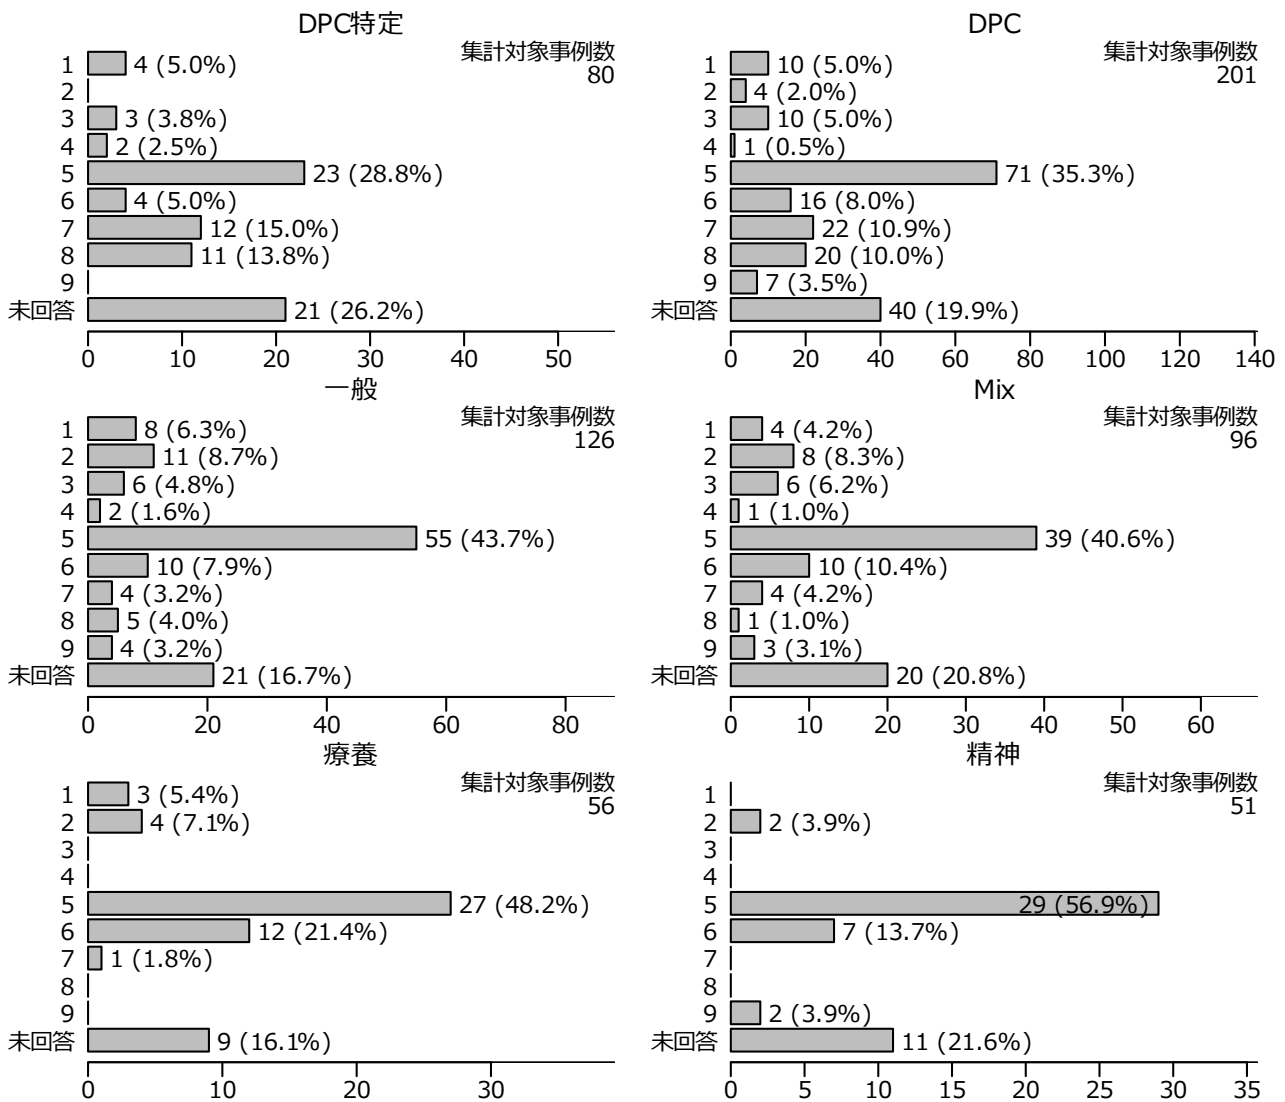 DPC特定
集計対象事例数
80
1 4 (5.0%)
2
3 3 (3.8%)
4 2 (2.5%)
5 23 (28.8%)
6 4 (5.0%)
7 12 (15.0%)
8 11 (13.8%)
9
未回答 21 (26.2%)
0 10 20 30 40 50
DPC
集計対象事例数
201
1 10 (5.0%)
2 4 (2.0%)
3 10 (5.0%)
4 1 (0.5%)
5 71 (35.3%)
6 16 (8.0%)
7 22 (10.9%)
8 20 (10.0%)
9 7 (3.5%)
未回答 40 (19.9%)
0 20 40 60 80 100 120 140
一般
集計対象事例数
126
1 8 (6.3%)
2 11 (8.7%)
3 6 (4.8%)
4 2 (1.6%)
5 55 (43.7%)
6 10 (7.9%)
7 4 (3.2%)
8 5 (4.0%)
9 4 (3.2%)
未回答 21 (16.7%)
0 20 40 60 80
Mix
集計対象事例数
96
1 4 (4.2%)
2 8 (8.3%)
3 6 (6.2%)
4 1 (1.0%)
5 39 (40.6%)
6 10 (10.4%)
7 4 (4.2%)
8 1 (1.0%)
9 3 (3.1%)
未回答 20 (20.8%)
0 10 20 30 40 50 60
療養
集計対象事例数
56
1 3 (5.4%)
2 4 (7.1%)
3
4
5 27 (48.2%)
6 12 (21.4%)
7 1 (1.8%)
8
9
未回答 9 (16.1%)
0 10 20 30
精神
集計対象事例数
51
1
2 2 (3.9%)
3
4
5 29 (56.9%)
6 7 (13.7%)
7
8
9 2 (3.9%)
未回答 11 (21.6%)
0 5 10 15 20 25 30 35